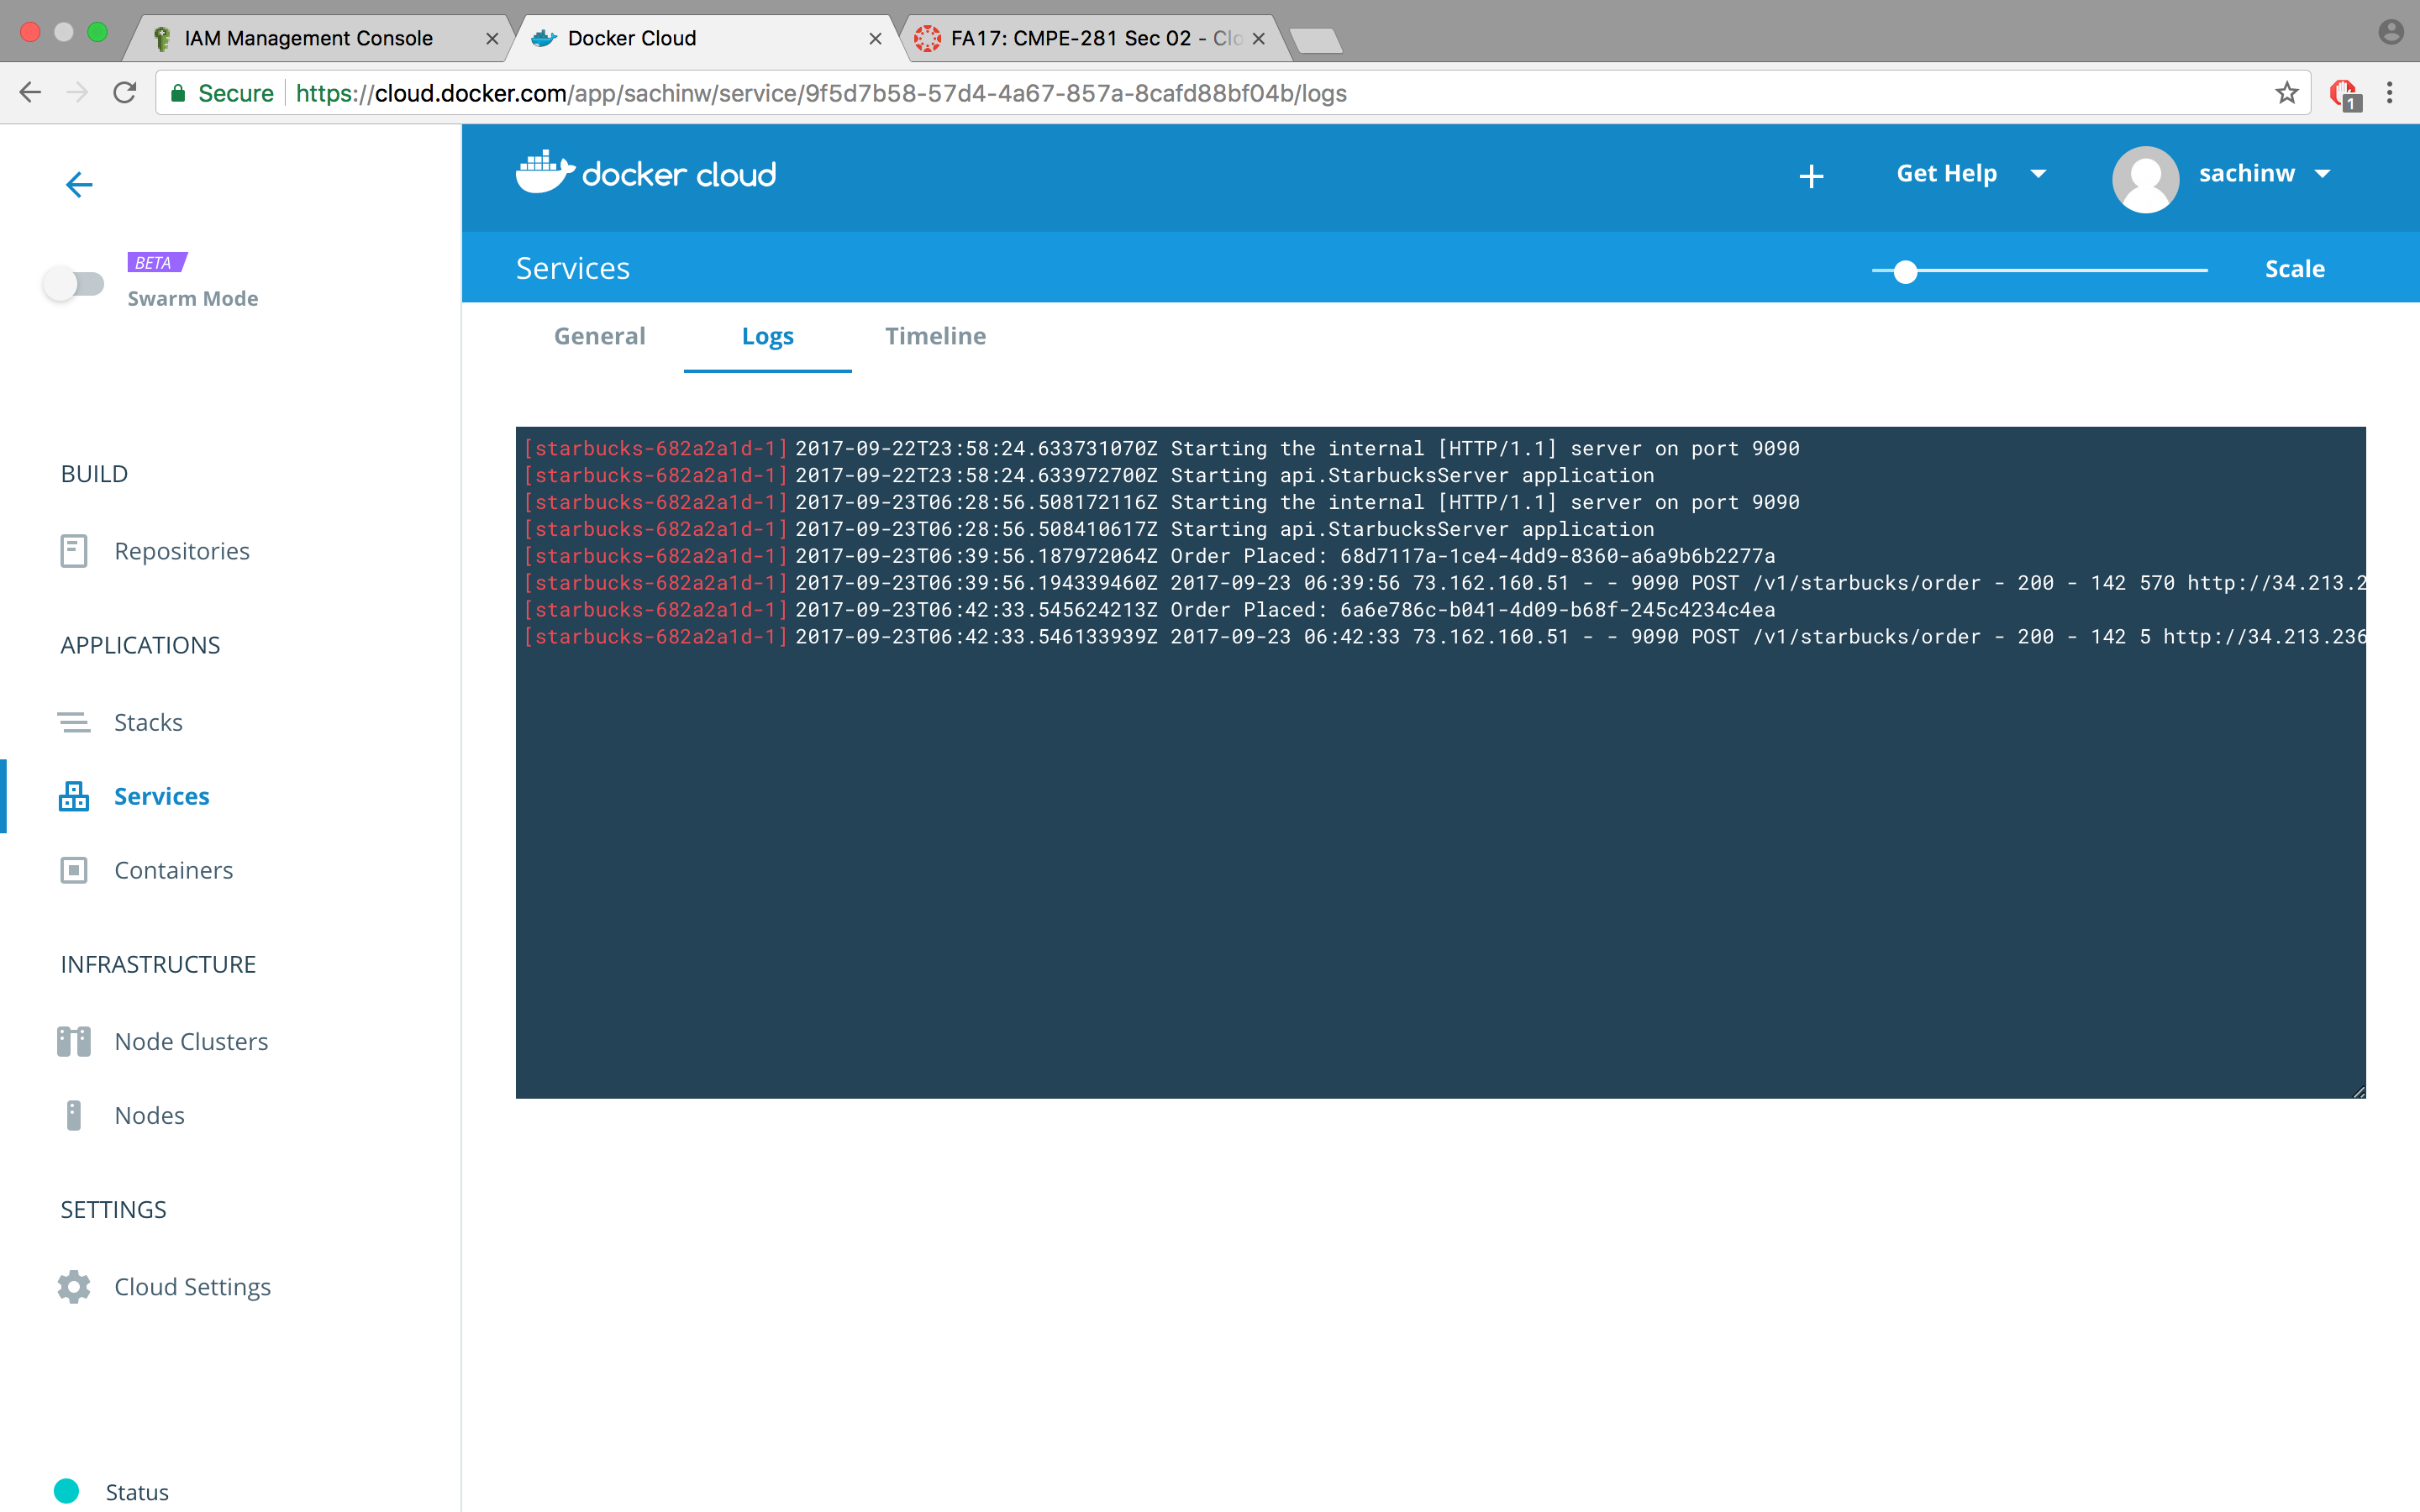 IAM Management Console
Docker Cloud
FA17: CMPE-281 Sec 02 - Clo
Secure
https://cloud.docker.com/app/sachinw/service/9f5d7b58-57d4-4a67-857a-8cafd88bf04b/logs
1
docker cloud
Get Help
sachinw
BETA
Swarm Mode
Services
Scale
General
Logs
Timeline
BUILD
Repositories
APPLICATIONS
Stacks
Services
Containers
INFRASTRUCTURE
Node Clusters
Nodes
SETTINGS
Cloud Settings
Status
[starbucks-682a2a1d-1] 2017-09-22T23:58:24.633731070Z Starting the internal [HTTP/1.1] server on port 9090
[starbucks-682a2a1d-1] 2017-09-22T23:58:24.633972700Z Starting api.StarbucksServer application
[starbucks-682a2a1d-1] 2017-09-23T06:28:56.508172116Z Starting the internal [HTTP/1.1] server on port 9090
[starbucks-682a2a1d-1] 2017-09-23T06:28:56.508410617Z Starting api.StarbucksServer application
[starbucks-682a2a1d-1] 2017-09-23T06:39:56.187972064Z Order Placed: 68d7117a-1ce4-4dd9-8360-a6a9b6b2277a
[starbucks-682a2a1d-1] 2017-09-23T06:39:56.194339460Z 2017-09-23 06:39:56 73.162.160.51 - - 9090 POST /v1/starbucks/order - 200 - 142 570 http://34.213.2
[starbucks-682a2a1d-1] 2017-09-23T06:42:33.545624213Z Order Placed: 6a6e786c-b041-4d09-b68f-245c4234c4ea
[starbucks-682a2a1d-1] 2017-09-23T06:42:33.546133939Z 2017-09-23 06:42:33 73.162.160.51 - - 9090 POST /v1/starbucks/order - 200 - 142 5 http://34.213.236